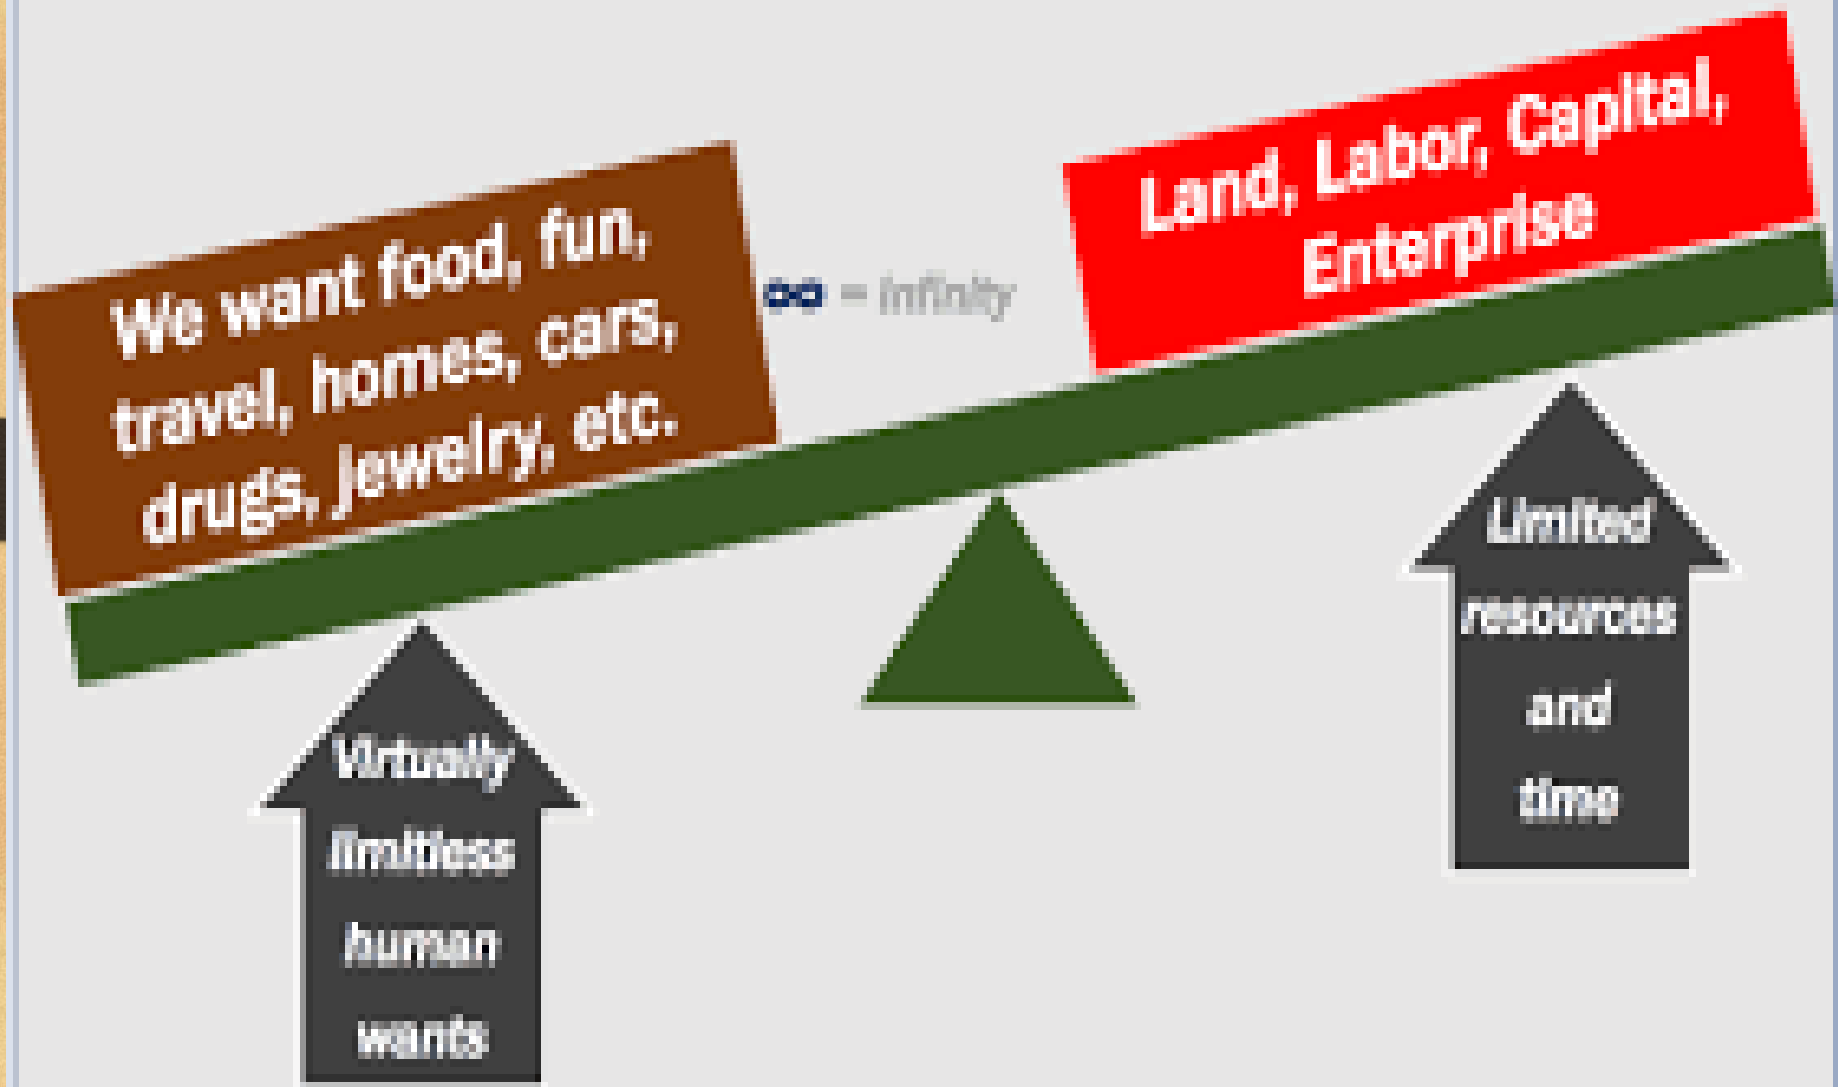 We want food, fun,
travel, homes, cars,
drugs, jewelry, etc.
∞ = infinity
Land, Labor, Capital,
Enterprise
Virtually
limitless
human
wants
Limited
resources
and
time